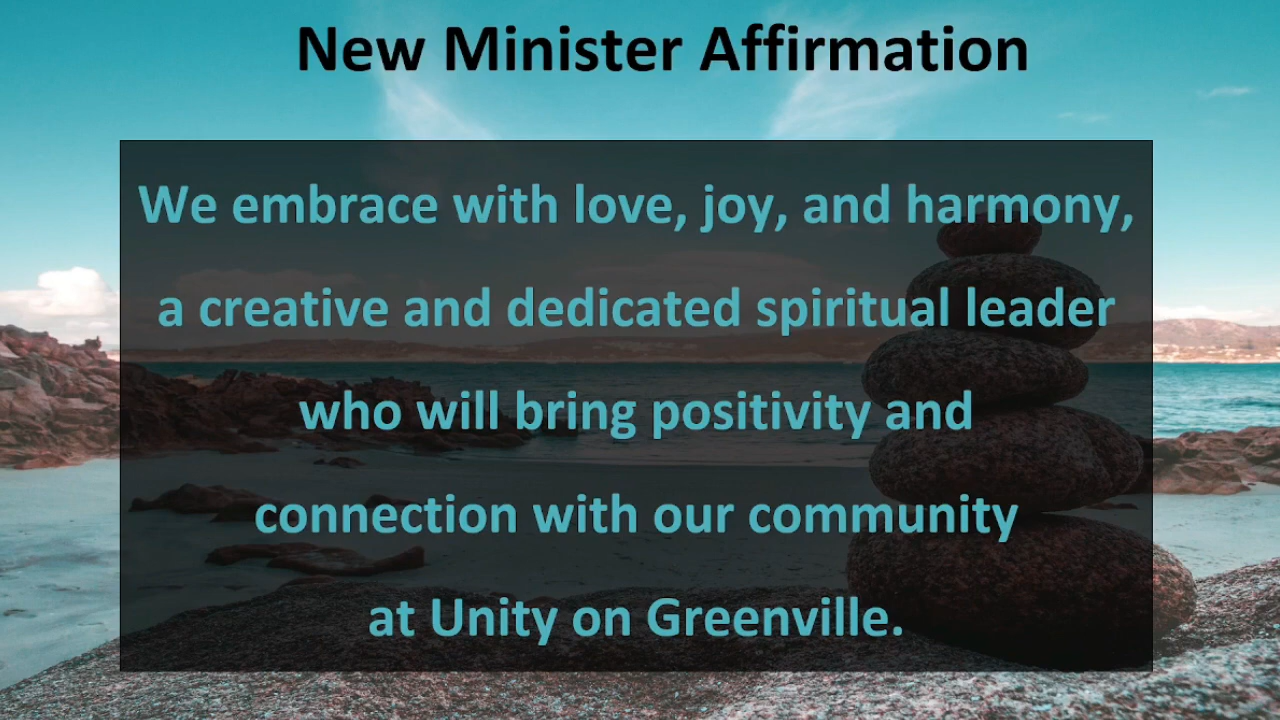 New Minister Affirmation
We embrace with love, joy, and harmony,
a creative and dedicated spiritual leader
who will bring positivity and
connection with our community
at Unity on Greenville.